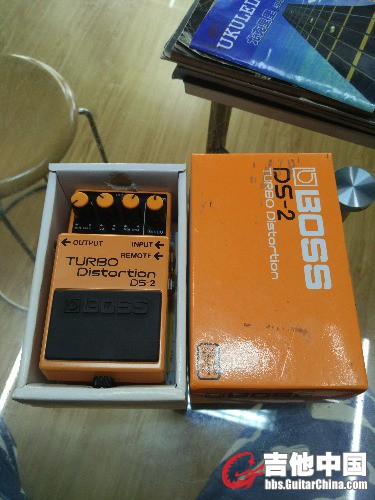 UKULELE
OUTPUT
INPUT
REMOTE
TURBO
Distortion
DS-2
BOSS
BOSS
DS-2
TURBO Distortion
吉他中国
bbs.GuitarChina.com